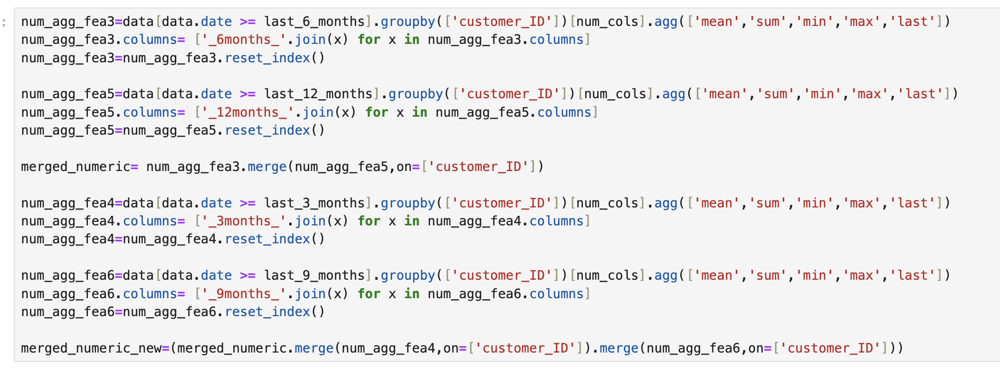 :
num_agg_fea3=data[data.date >= last_6_months].groupby(['customer_ID'])[num_cols].agg(['mean','sum','min','max','last'])
num_agg_fea3.columns= ['_6months_'.join(x) for x in num_agg_fea3.columns]
num_agg_fea3=num_agg_fea3.reset_index()
num_agg_fea5=data[data.date >= last_12_months].groupby(['customer_ID'])[num_cols].agg(['mean','sum','min','max','last'])
num_agg_fea5.columns= ['_12months_'.join(x) for x in num_agg_fea5.columns]
num_agg_fea5=num_agg_fea5.reset_index()
merged_numeric= num_agg_fea3.merge(num_agg_fea5,on=['customer_ID'])
num_agg_fea4=data[data.date >= last_3_months].groupby(['customer_ID'])[num_cols].agg(['mean','sum','min','max','last'])
num_agg_fea4.columns= ['_3months_'.join(x) for x in num_agg_fea4.columns]
num_agg_fea4=num_agg_fea4.reset_index()
num_agg_fea6=data[data.date >= last_9_months].groupby(['customer_ID'])[num_cols].agg(['mean','sum','min','max','last'])
num_agg_fea6.columns= ['_9months_'.join(x) for x in num_agg_fea6.columns]
num_agg_fea6=num_agg_fea6.reset_index()
merged_numeric_new=(merged_numeric.merge(num_agg_fea4,on=['customer_ID']).merge(num_agg_fea6,on=['customer_ID']))